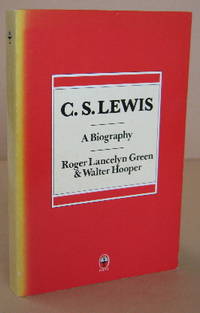 C. S. LEWIS
A Biography
Roger Lancelyn Green
& Walter Hooper